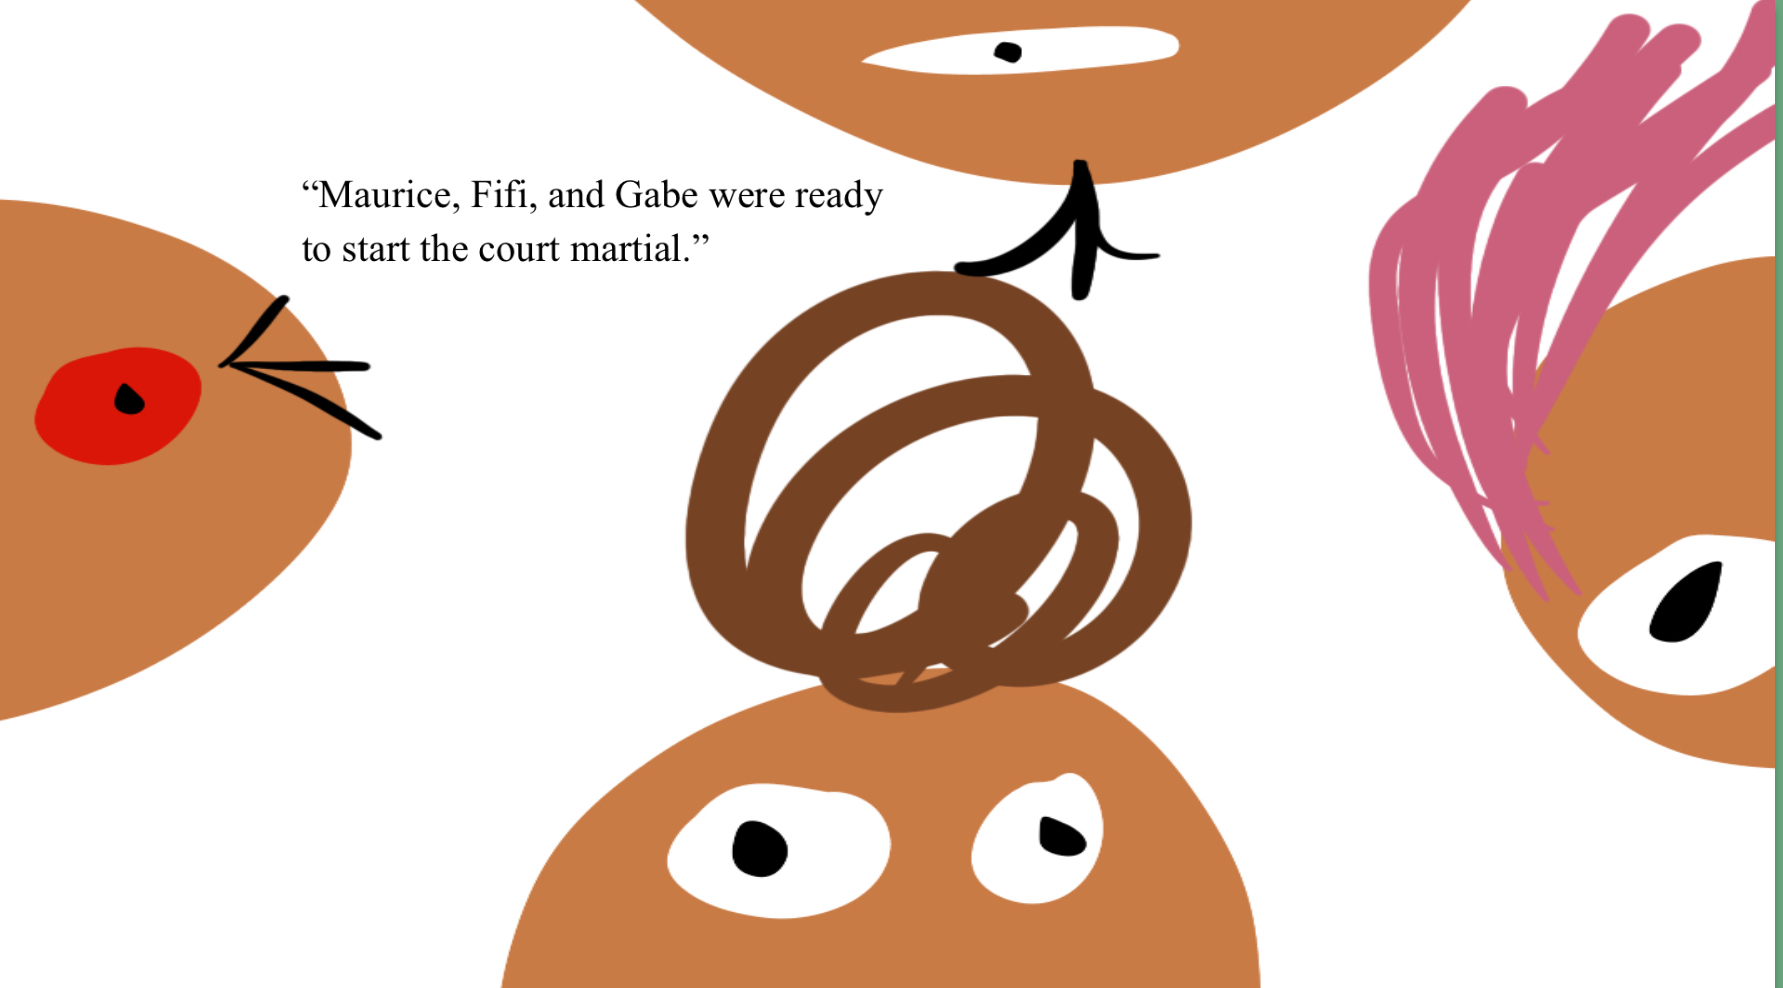 “Maurice, Fifi, and Gabe were ready
to start the court martial.”